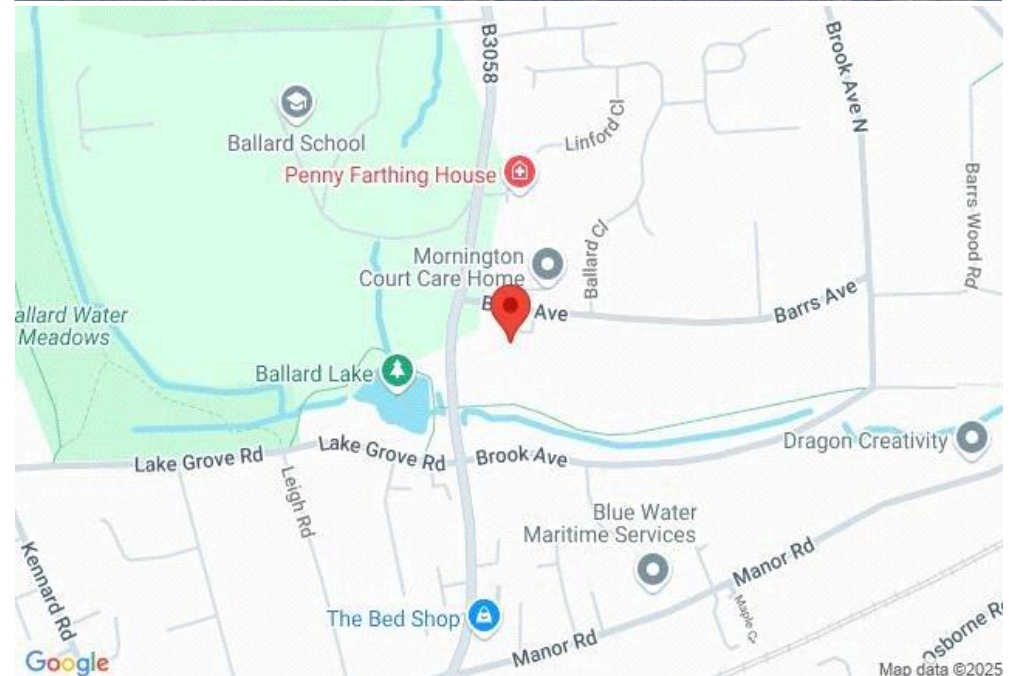 B3058
Brook Ave N
Ballard School
Linford Cl
Penny Farthing House
Barrs Wood Rd
Mornington
Court Care Home
Ballard Cl
Ave
Barrs Ave
allard Water
Meadows
Ballard Lake
Dragon Creativity
Lake Grove Rd
Lake Grove Rd
Brook Ave
Leigh Rd
Blue Water
Maritime Services
Kennard Rd
Manor Rd
The Bed Shop
Maple C
Manor Rd
Osborne R
Google
Map data ©2025